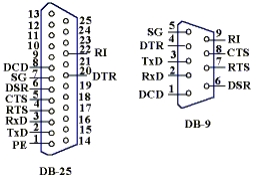 13
12
11
10
9
DCD 8
SG 7
DSR 6
CTS 5
RTS 4
RxD 3
TxD 2
PE 1
25
24
23
22 RI
21
20 DTR
19
18
17
16
15
14
DB-25
SG 5
DTR 4
TxD 3
RxD 2
DCD 1
9 RI
8 CTS
7 RTS
6 DSR
DB-9